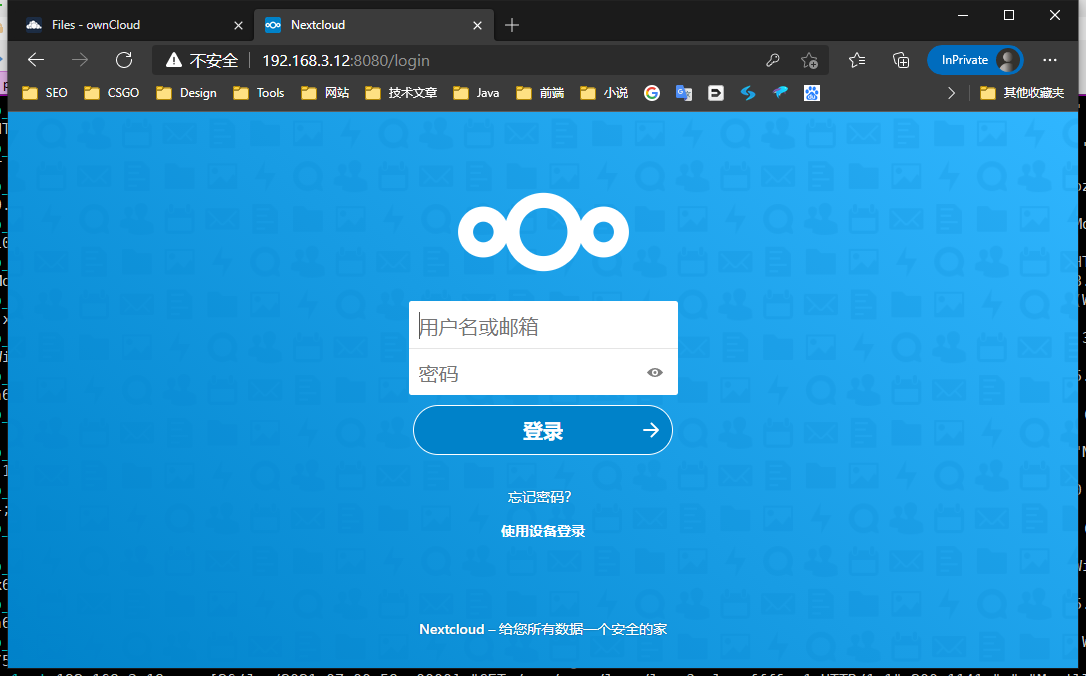 Files - ownCloud
Nextcloud
不安全 192.168.3.12:8080/login
InPrivate
SEO CSGO Design Tools 网站 技术文章 Java 前端 小说 其他收藏夹
用户名或邮箱
密码
登录
忘记密码？
使用设备登录
Nextcloud – 给您所有数据一个安全的家